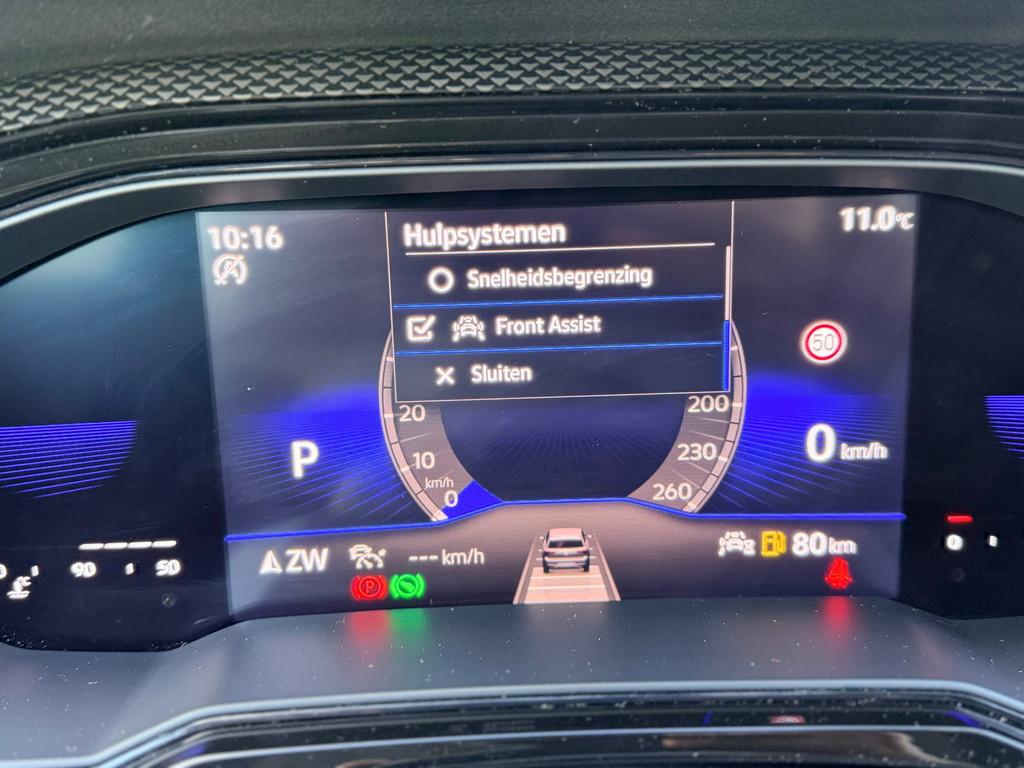 10:16
Hulpsystemen
11.0°C
Snelheidsbegrenzing
Front Assist
50
Sluiten
20
200
P
0 km/h
10
230
km/h
0
260
ZW
--- km/h
80 km
90
50
0
P